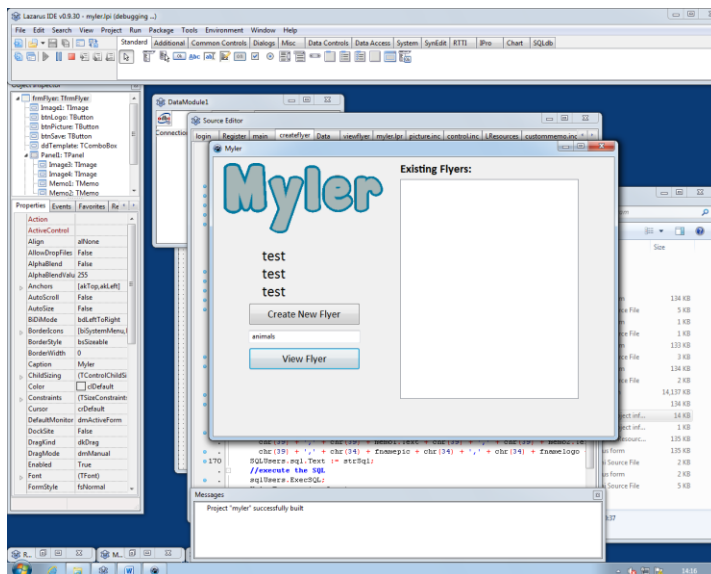 Lazarus IDE v0.9.30 - myler.lpi (debugging ...)
File Edit Search View Project Run Package Tools Environment Window Help
Standard Additional Common Controls Dialogs Misc Data Controls Data Access System SynEdit RTTI IPro Chart SQLdb
Object Inspector
frmFlyer: TfrmFlyer
Image1: TImage
btnLogo: TButton
btnPicture: TButton
btnSave: TButton
ddTemplate: TComboBox
Panel1: TPanel
Image3: TImage
Image4: TImage
Memo1: TMemo
Memo2: TMemo
Properties Events Favorites Re
Action
ActiveControl
Align alNone
AllowDropFiles False
AlphaBlend False
AlphaBlendValu 255
Anchors [akTop,akLeft]
AutoScroll False
AutoSize False
BiDiMode bdLeftToRight
BorderIcons [biSystemMenu,
BorderStyle bsSizeable
BorderWidth 0
Caption Myler
ChildSizing (TControlChildSi
Color clDefault
Constraints (TSizeConstraint
Cursor crDefault
DefaultMonitor dmActiveForm
DockSite False
DragKind dkDrag
DragMode dmManual
Enabled True
Font (TFont)
FormStyle fsNormal
DataModule1
Connection
Source Editor
login Register main createflyer Data viewflyer myler.lpr picture.inc control.inc LResources custommemo.inc
Myler
Myler
Existing Flyers:
test
test
test
Create New Flyer
animals
View Flyer
chr(34) + ',' + chr(34) + fnamepic + chr(34) + ',' + chr(34) + fnamelogo
170 SQLUsers.sql.Text := strSql;
//execute the SQL
sqlUsers.ExecSQL;
Messages
Project "myler" successfully built
Size
134 KB
5 KB
1 KB
1 KB
133 KB
3 KB
134 KB
2 KB
14,137 KB
134 KB
14 KB
1 KB
135 KB
135 KB
2 KB
2 KB
5 KB
R...
M...
14:16